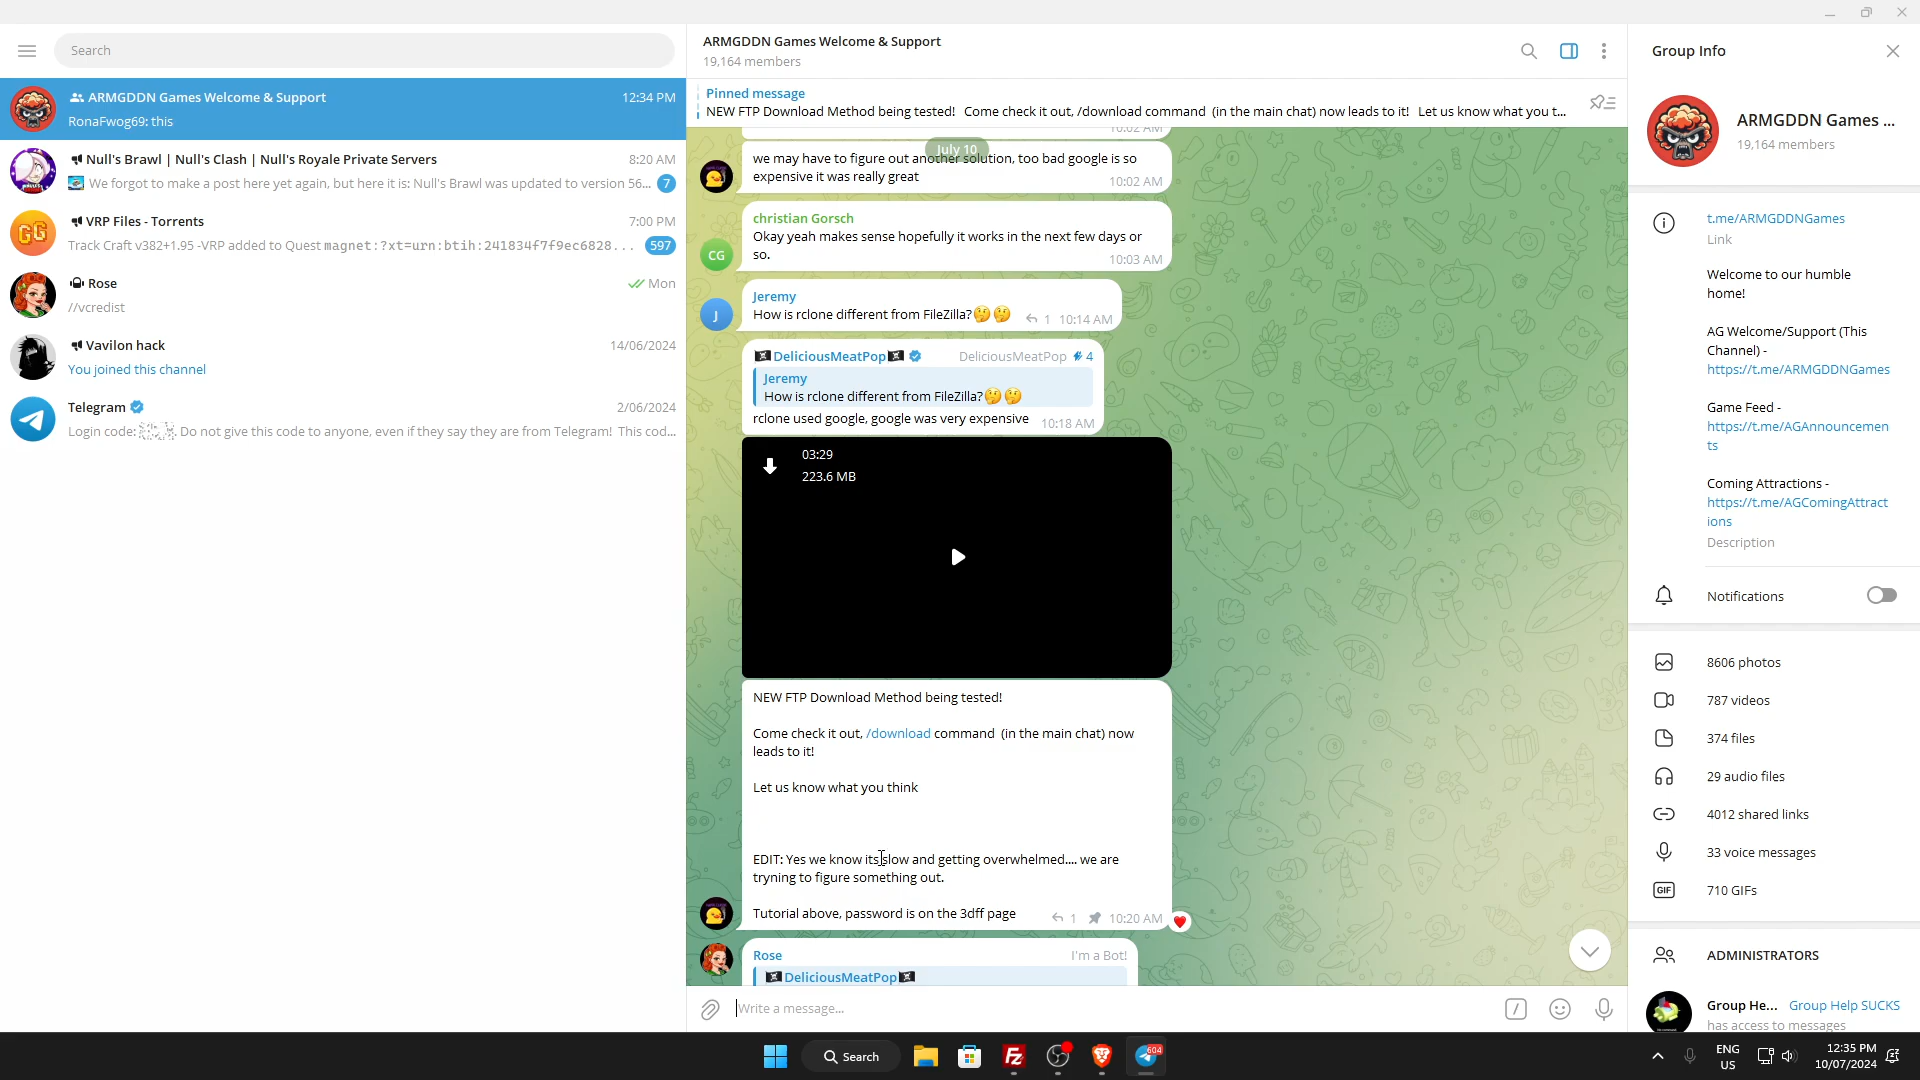 Search
ARMGDDN Games Welcome & Support
12:34 PM
RonaFwog69: this
Null's Brawl | Null's Clash | Null's Royale Private Servers
8:20 AM
We forgot to make a post here yet again, but here it is: Null's Brawl was updated to version 56...
7
GG
VRP Files - Torrents
7:00 PM
Track Craft v382+1.95 -VRP added to Quest magnet:?xt=urn:btih:241834f7f9ec6828...
597
Rose
Mon
//vcredist
Vavilon hack
14/06/2024
You joined this channel
Telegram
2/06/2024
Login code: . Do not give this code to anyone, even if they say they are from Telegram! This cod...
ARMGDDN Games Welcome & Support
19,164 members
Pinned message
NEW FTP Download Method being tested! Come check it out, /download command (in the main chat) now leads to it! Let us know what you t...
10:02 AM
July 10
we may have to figure out another solution, too bad google is so
expensive it was really great
10:02 AM
christian Gorsch
Okay yeah makes sense hopefully it works in the next few days or
so.
10:03 AM
CG
Jeremy
How is rclone different from FileZilla?🤔🤔
1 10:14 AM
J
🏴‍☠️DeliciousMeatPop🏴‍☠️
DeliciousMeatPop 4
Jeremy
How is rclone different from FileZilla?🤔🤔
rclone used google, google was very expensive
10:18 AM
03:29
223.6 MB
NEW FTP Download Method being tested!
Come check it out, /download command (in the main chat) now
leads to it!
Let us know what you think
EDIT: Yes we know its slow and getting overwhelmed.... we are
tryning to figure something out.
Tutorial above, password is on the 3dff page
1 10:20 AM
Rose
I'm a Bot!
🏴‍☠️DeliciousMeatPop🏴‍☠️
Write a message...
Group Info
ARMGDDN Games ...
19,164 members
t.me/ARMGDDNGames
Link
Welcome to our humble
home!
AG Welcome/Support (This
Channel) -
https://t.me/ARMGDDNGames
Game Feed -
https://t.me/AGAnnouncemen
ts
Coming Attractions -
https://t.me/AGComingAttract
ions
Description
Notifications
8606 photos
787 videos
374 files
29 audio files
4012 shared links
33 voice messages
GIF
710 GIFs
ADMINISTRATORS
Group He...
Group Help SUCKS
has access to messages
Search
Fz
604
ENG
US
12:35 PM
10/07/2024